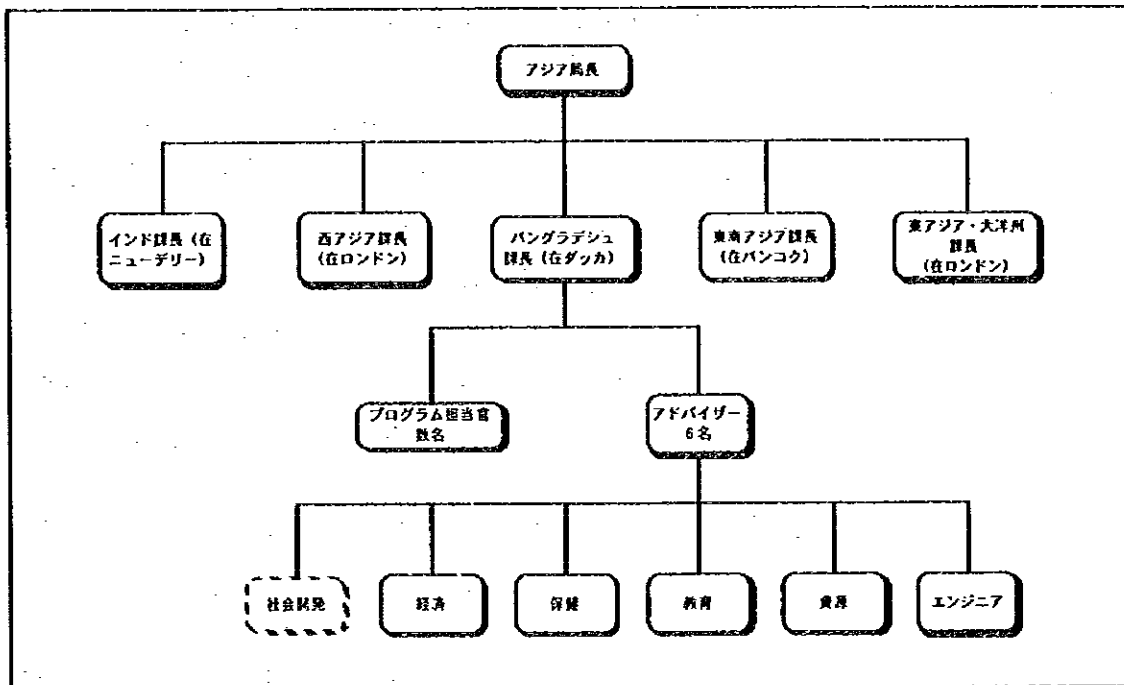 アジア局長
インド課長（在
ニューデリー）
西アジア課長
（在ロンドン）
バングラデシュ
課長（在ダッカ）
東南アジア課長
（在バンコク）
東アジア・大洋州
課長
（在ロンドン）
プログラム担当官
数名
アドバイザー
6名
社会開発
経済
保健
教育
資源
エンジニア